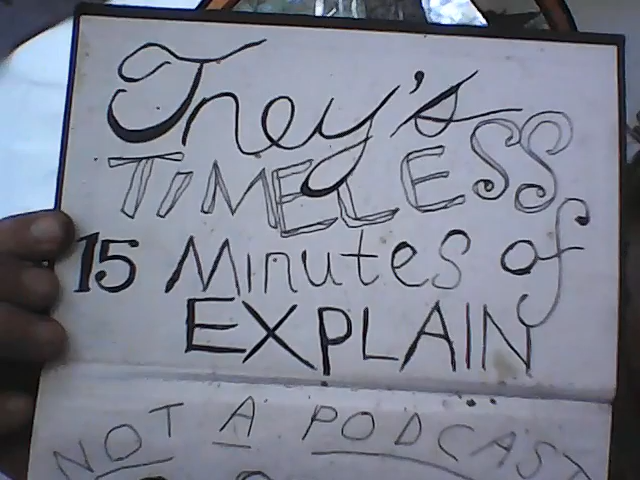 Trey's
TIMELESS
15 Minutes of
EXPLAIN
NOT A PODCAST